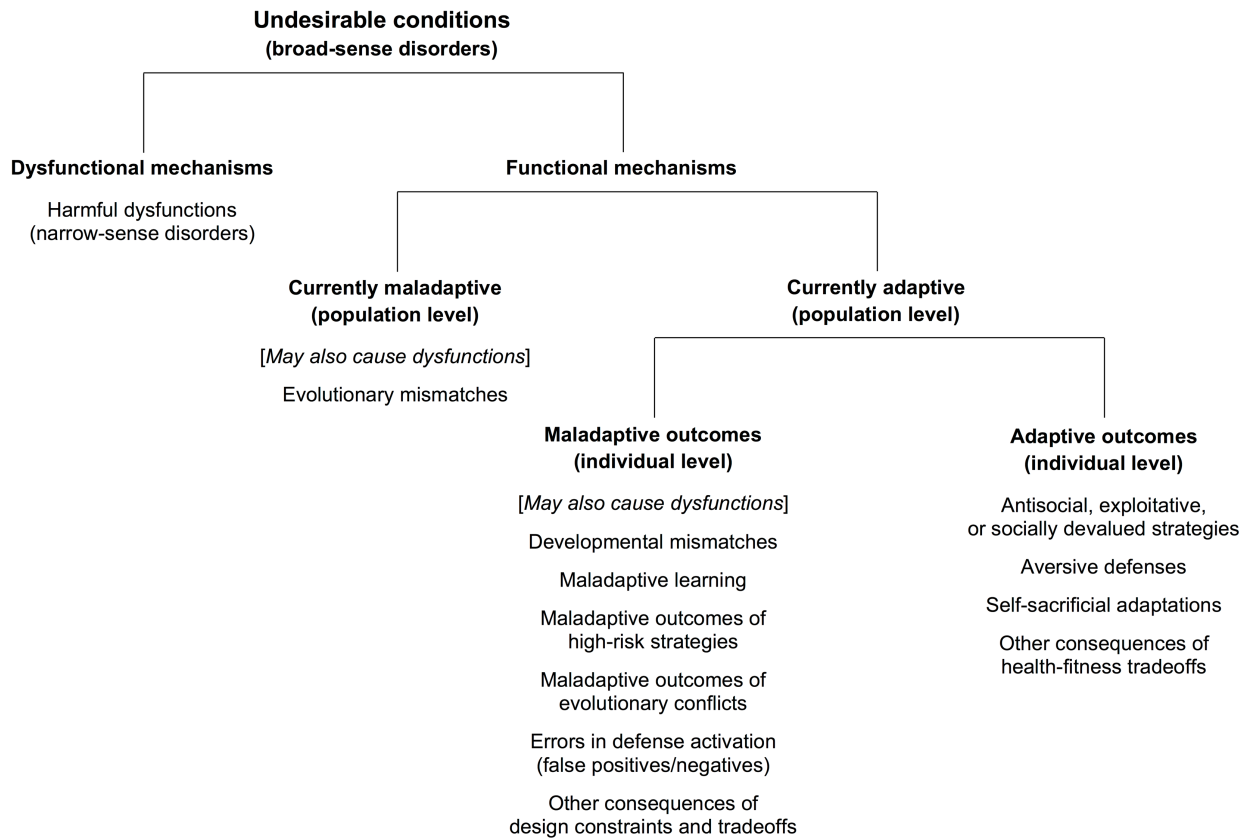 Undesirable conditions
(broad-sense disorders)
Dysfunctional mechanisms
Harmful dysfunctions
(narrow-sense disorders)
Functional mechanisms
Currently maladaptive
(population level)
[May also cause dysfunctions]
Evolutionary mismatches
Currently adaptive
(population level)
Maladaptive outcomes
(individual level)
[May also cause dysfunctions]
Developmental mismatches
Maladaptive learning
Maladaptive outcomes of
high-risk strategies
Maladaptive outcomes of
evolutionary conflicts
Errors in defense activation
(false positives/negatives)
Other consequences of
design constraints and tradeoffs
Adaptive outcomes
(individual level)
Antisocial, exploitative,
or socially devalued strategies
Aversive defenses
Self-sacrificial adaptations
Other consequences of
health-fitness tradeoffs